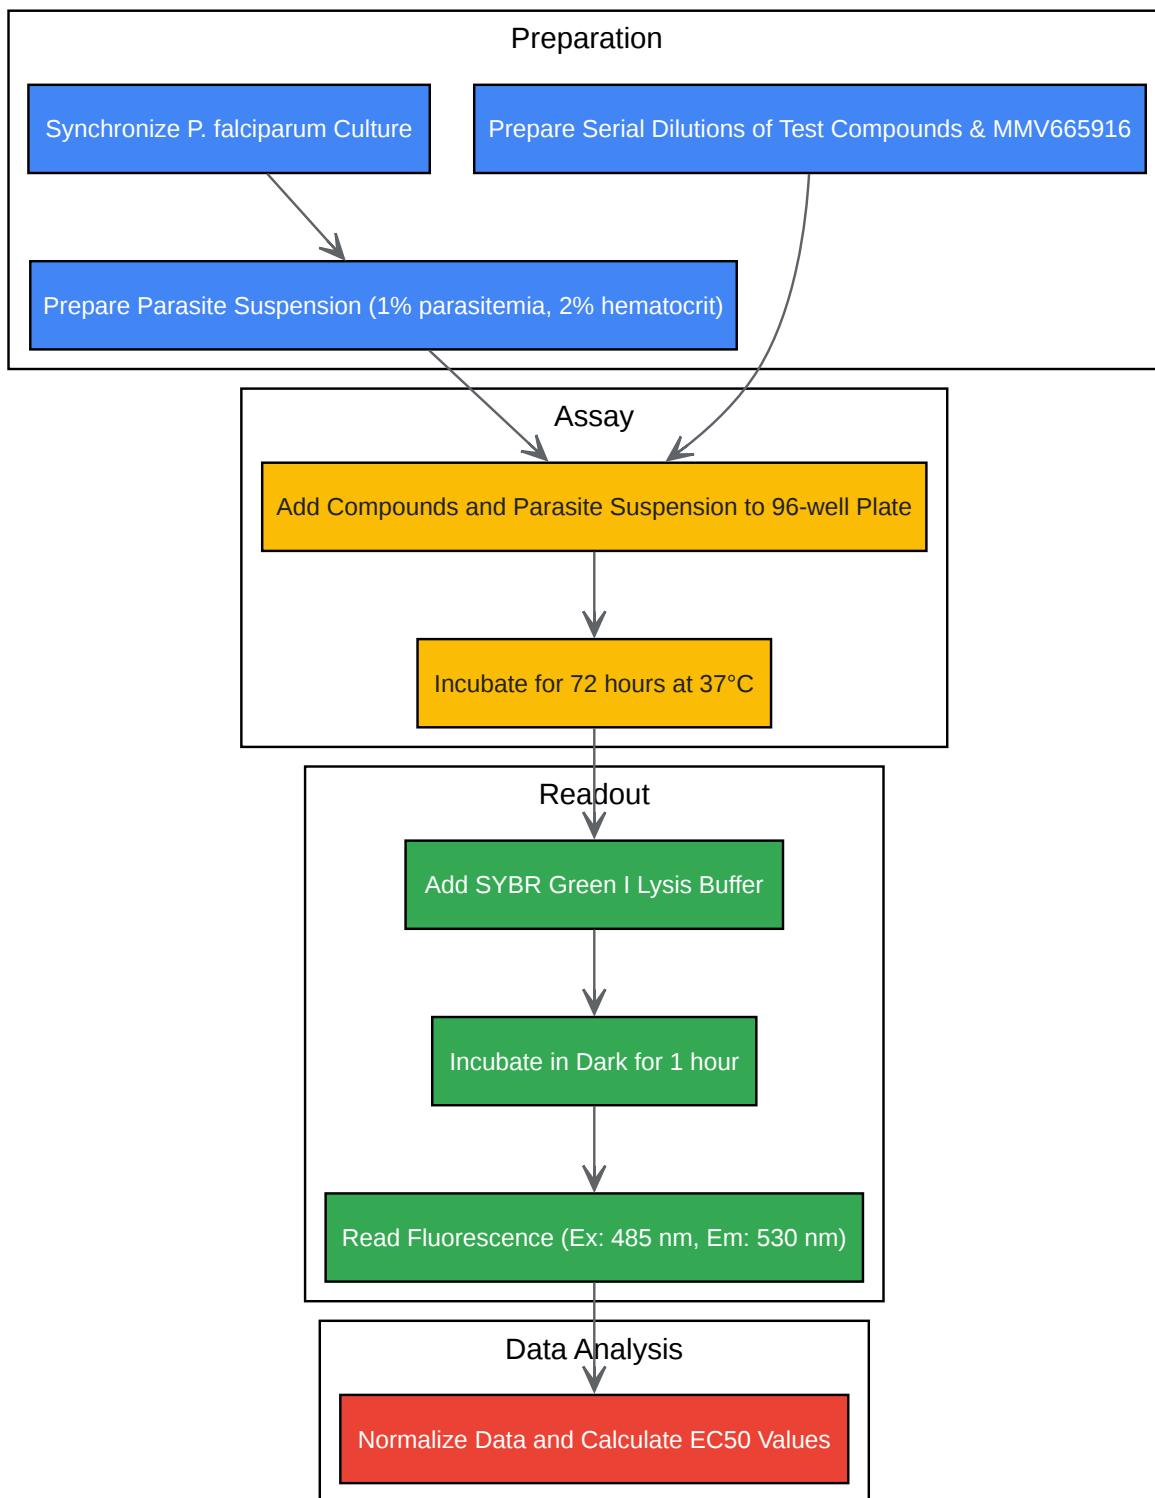 Preparation
Synchronize P. falciparum Culture
Prepare Serial Dilutions of Test Compounds & MMV665916
Prepare Parasite Suspension (1% parasitemia, 2% hematocrit)
Assay
Add Compounds and Parasite Suspension to 96-well Plate
Incubate for 72 hours at 37°C
Readout
Add SYBR Green I Lysis Buffer
Incubate in Dark for 1 hour
Read Fluorescence (Ex: 485 nm, Em: 530 nm)
Data Analysis
Normalize Data and Calculate EC50 Values